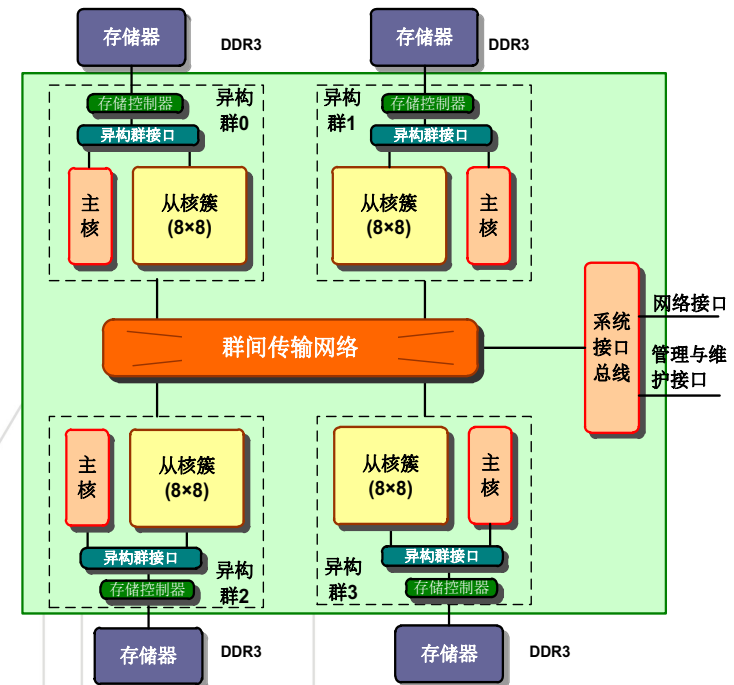 存储器
DDR3
存储器
DDR3
存储控制器
异构
群0
异构群接口
主
核
从核簇
(8×8)
异构
群1
存储控制器
异构群接口
从核簇
(8×8)
主
核
群间传输网络
系统
接口
总线
网络接口
管理与维
护接口
主
核
从核簇
(8×8)
异构群接口
存储控制器
异构
群2
从核簇
(8×8)
主
核
异构群接口
异构
群3
存储控制器
存储器
DDR3
存储器
DDR3